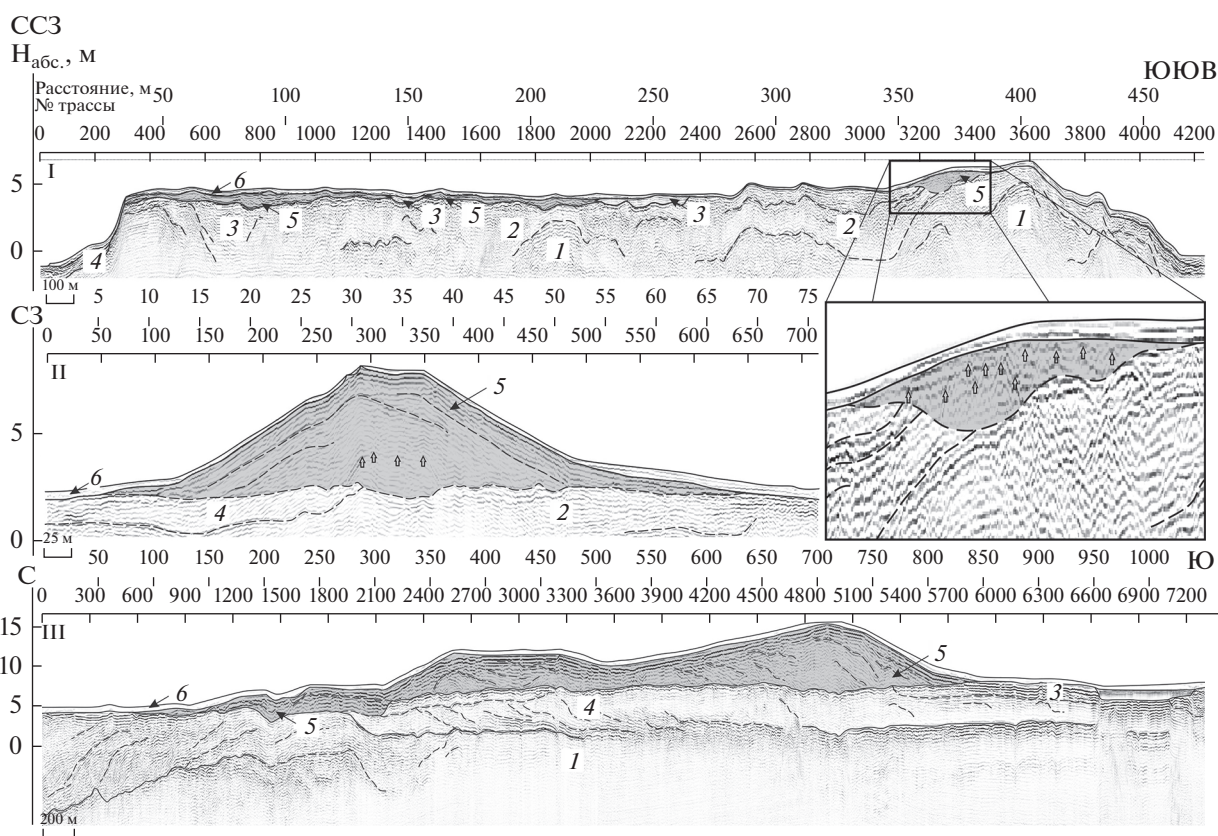 ССЗ
Hабс., м
ЮЮВ
Расстояние, м 50 100 150 200 250 300 350 400 450
№ трассы
0 200 400 600 800 1000 1200 1400 1600 1800 2000 2200 2400 2600 2800 3000 3200 3400 3600 3800 4000 4200
I
5
6
5
3 5 3 5 2 3 2 1
0 4 1
100 м
5 10 15 20 25 30 35 40 45 50 55 60 65 70 75
СЗ
0 50 100 150 200 250 300 350 400 450 500 550 600 650 700
II
5
5
6
4 2
0
25 м
50 100 150 200 250 300 350 400 450 500 550 600 650 700 750 800 850 900 950 1000
С
Ю
0 300 600 900 1200 1500 1800 2100 2400 2700 3000 3300 3600 3900 4200 4500 4800 5100 5400 5700 6000 6300 6600 6900 7200
15 III
10
5
6 3
5 5 4
0 1
200 м